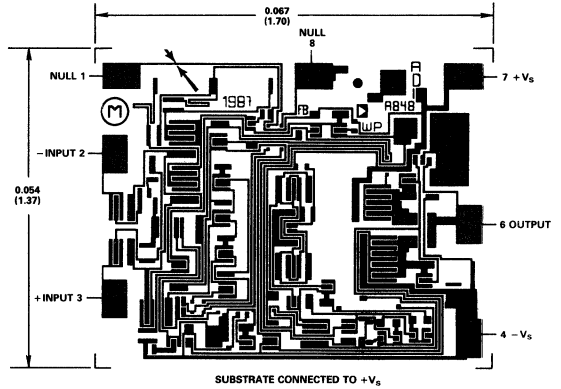 0.067
(1.70)
NULL
8
NULL 1
7 +Vs
A
D
I
M
1987
FB
A848
WP
−INPUT 2
0.054
(1.37)
6 OUTPUT
+INPUT 3
4 −Vs
SUBSTRATE CONNECTED TO +Vs